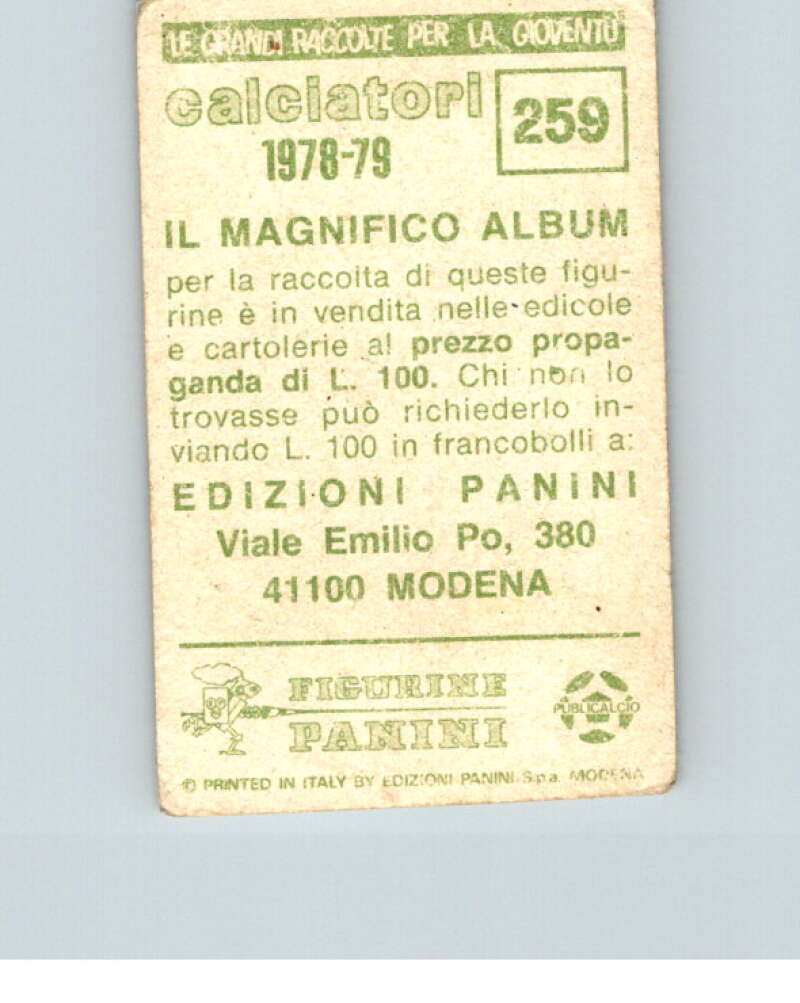 LE GRANDI RACCOLTE PER LA GIOVENTÙ
calciatori
1978-79
259
IL MAGNIFICO ALBUM
per la raccolta di queste figu-
rine è in vendita nelle edicole
e cartolerie al prezzo propa-
ganda di L. 100. Chi non lo
trovasse può richiederlo in-
viando L. 100 in francobolli a:
EDIZIONI PANINI
Viale Emilio Po, 380
41100 MODENA
FIGURINE
PANINI
PUBLICALCIO
© PRINTED IN ITALY BY EDIZIONI PANINI S.p.a. MODENA